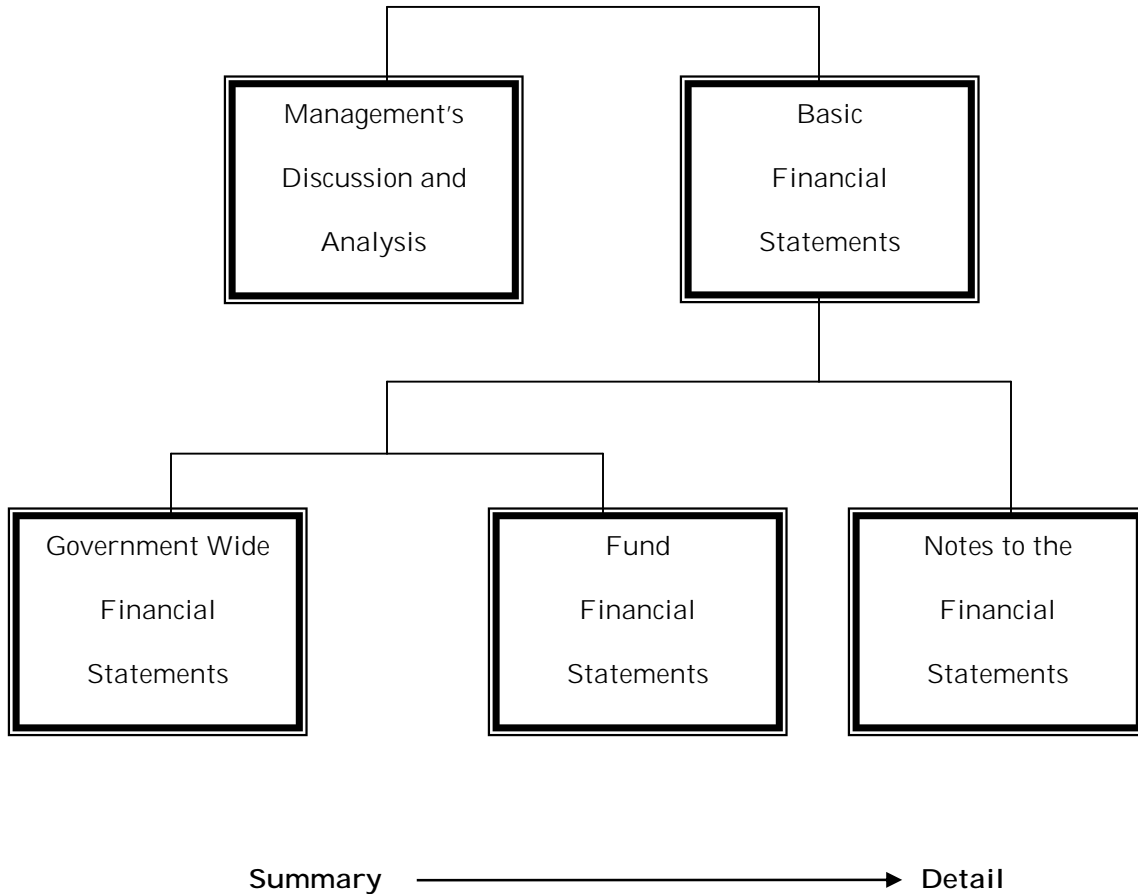 Management's
Discussion and
Analysis
Basic
Financial
Statements
Government Wide
Financial
Statements
Fund
Financial
Statements
Notes to the
Financial
Statements
Summary
Detail